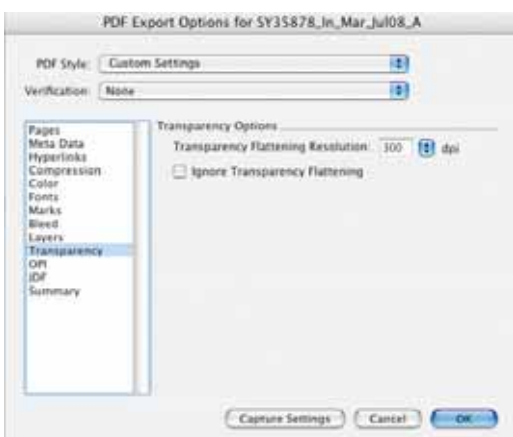 PDF Export Options for SY35878_In_Mar_Jul08_A
PDF Style: Custom Settings
Verification: None
Pages
Meta Data
Hyperlinks
Compression
Color
Fonts
Marks
Bleed
Layers
Transparency
OPI
JDF
Summary
Transparency Options
Transparency Flattening Resolution: 300 dpi
Ignore Transparency Flattening
Capture Settings Cancel OK